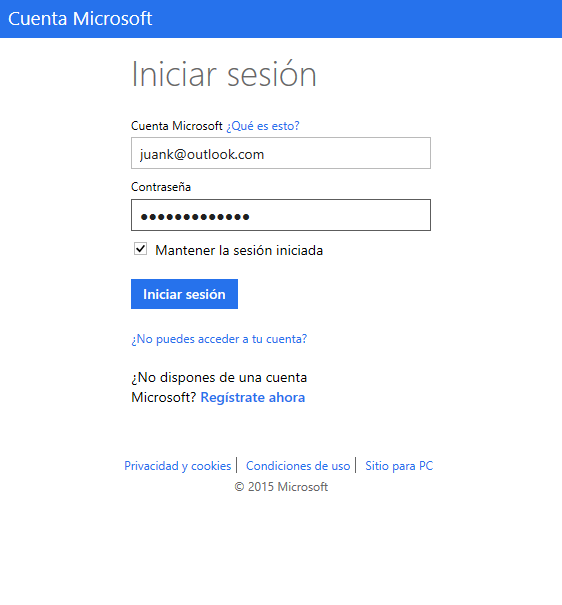 Cuenta Microsoft
Iniciar sesión
Cuenta Microsoft ¿Qué es esto?
juank@outlook.com
Contraseña
●●●●●●●●●●●●●
Mantener la sesión iniciada
Iniciar sesión
¿No puedes acceder a tu cuenta?
¿No dispones de una cuenta
Microsoft? Regístrate ahora
Privacidad y cookies | Condiciones de uso | Sitio para PC
© 2015 Microsoft